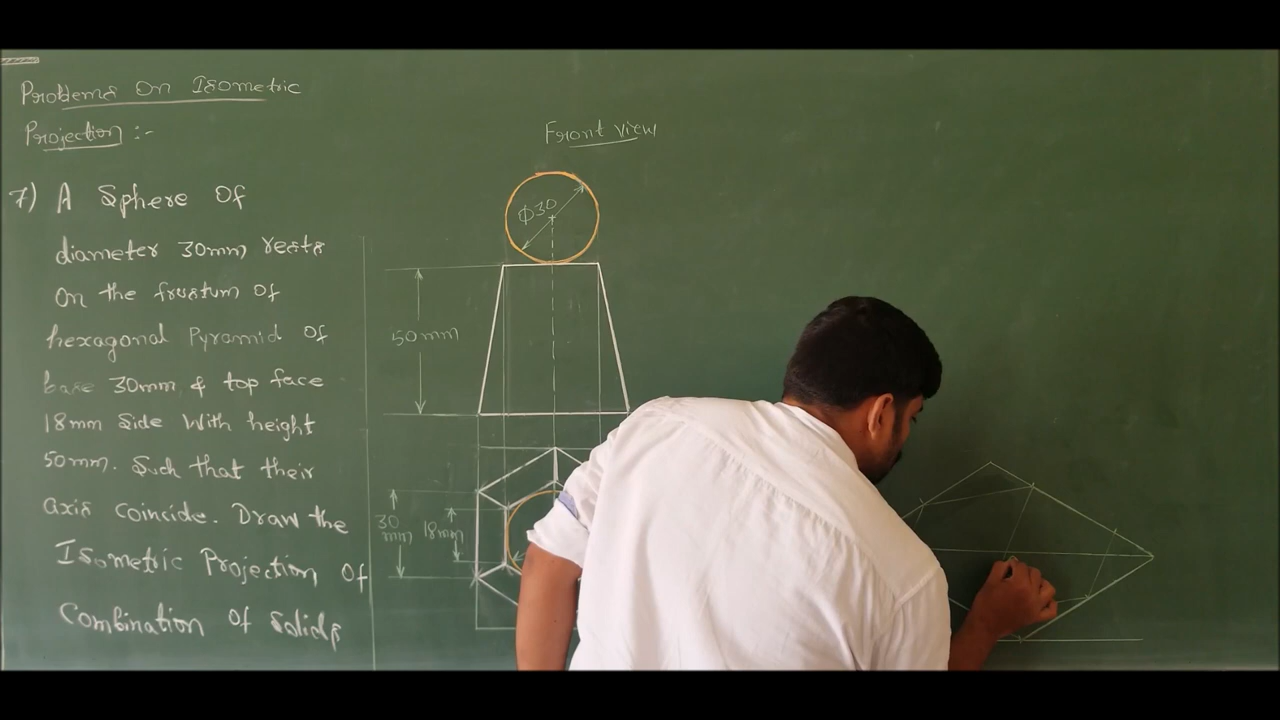 Problems On Isometric
Projection :-
7) A Sphere Of
diameter 30mm rests
On the frustum Of
hexagonal Pyramid Of
base 30mm & top face
18mm Side With height
50mm. Such that their
axis Coincide. Draw the
Isometric Projection Of
Combination Of Solids
Front view
Φ30
50mm
30
mm
18mm